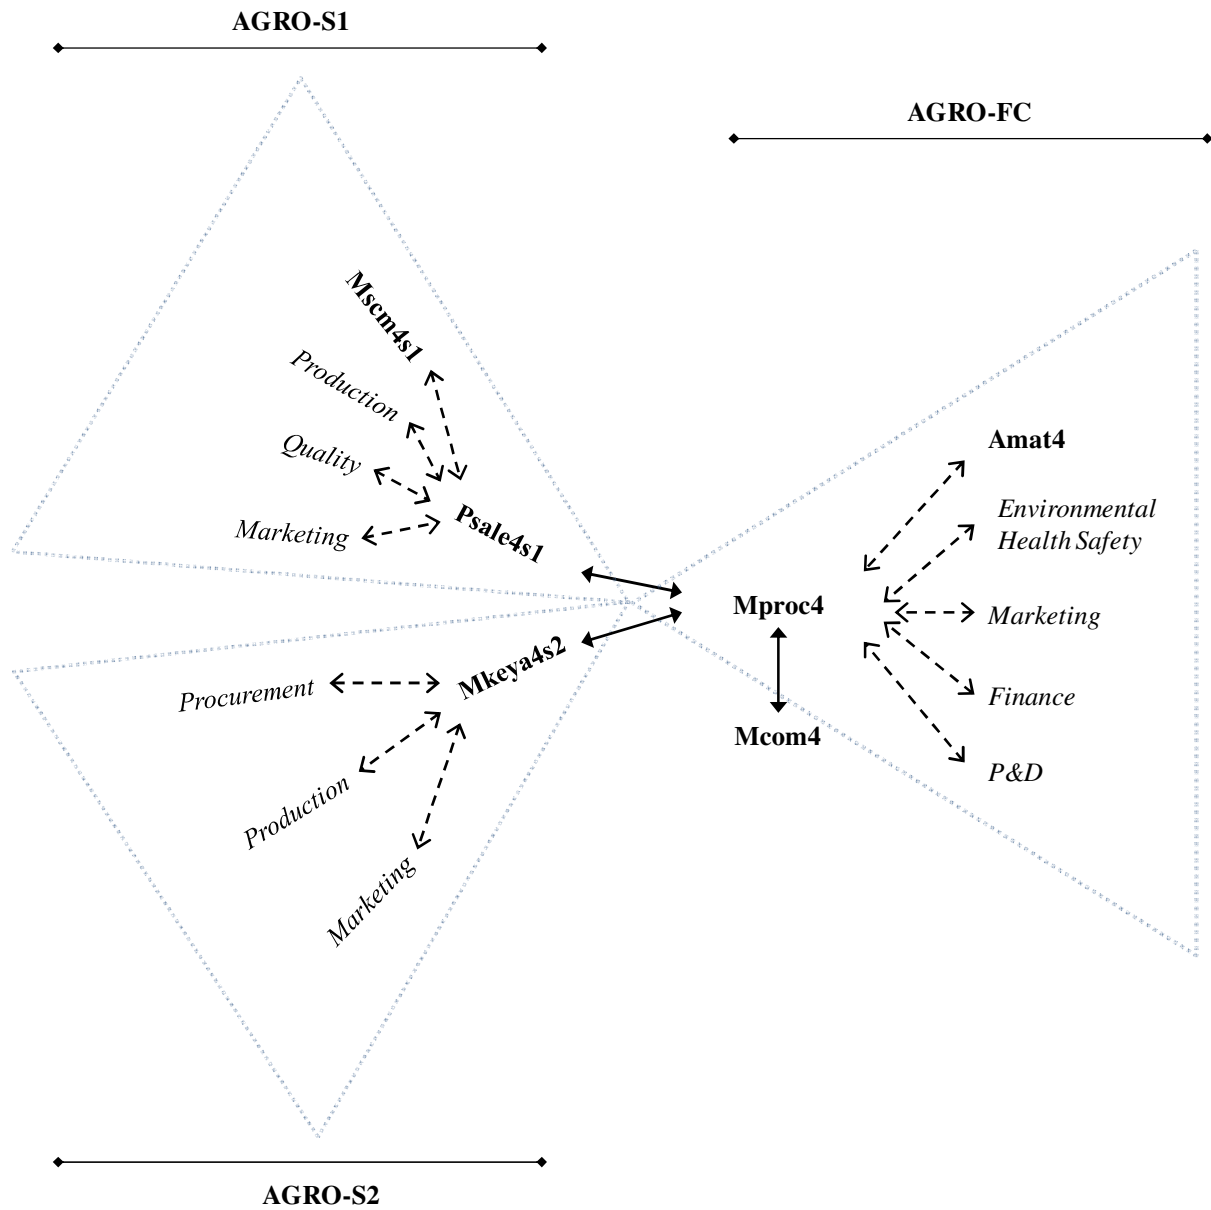 AGRO-S1
AGRO-FC
Mscm4s1
Production
Quality
Marketing
Psale4s1
Amat4
Environmental
Health Safety
Mproc4
Marketing
Mkeya4s2
Procurement
Finance
Mcom4
P&D
Production
Marketing
AGRO-S2